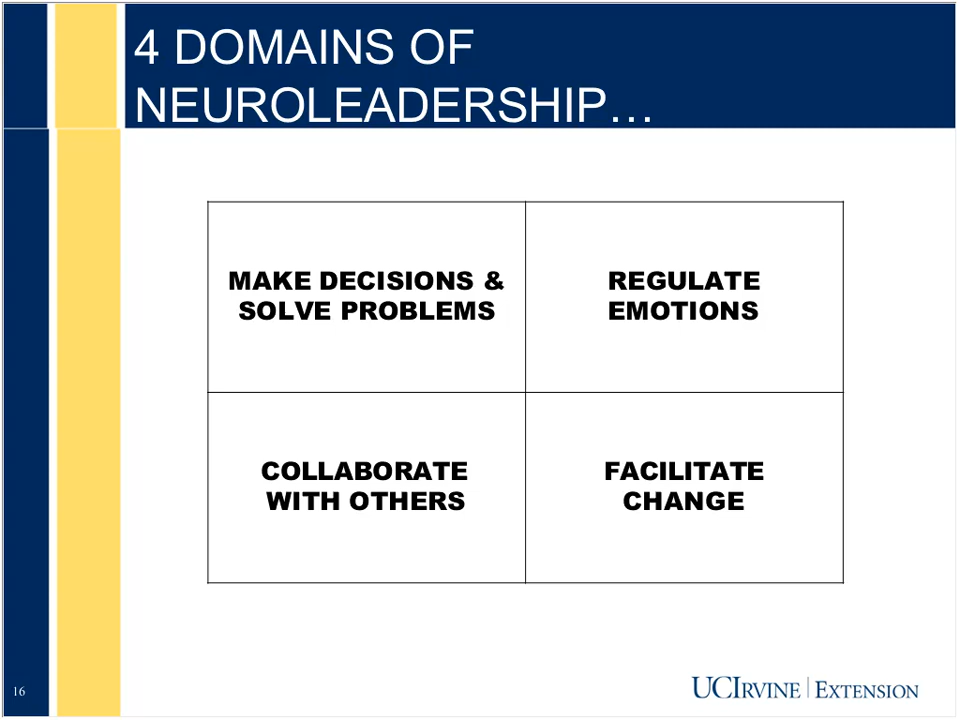 4 DOMAINS OF
NEUROLEADERSHIP…
MAKE DECISIONS &
SOLVE PROBLEMS
REGULATE
EMOTIONS
COLLABORATE
WITH OTHERS
FACILITATE
CHANGE
16
UCIRVINE | EXTENSION